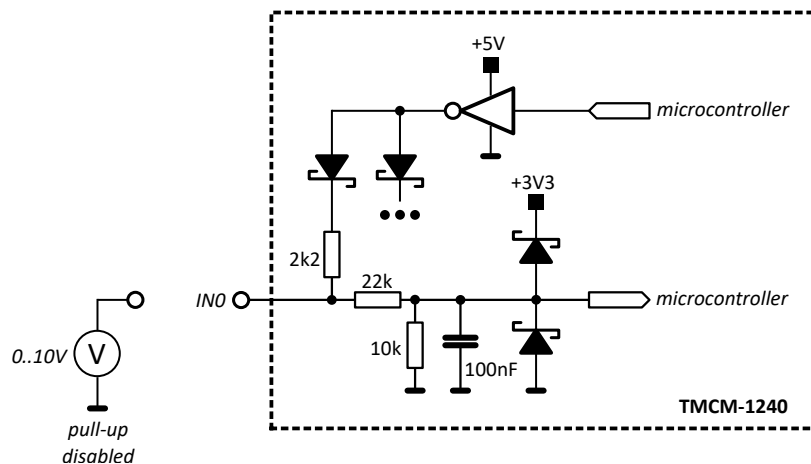 +5V
microcontroller
+3V3
2k2
22k
IN0
microcontroller
0..10V
V
10k
100nF
TMCM-1240
pull-up
disabled